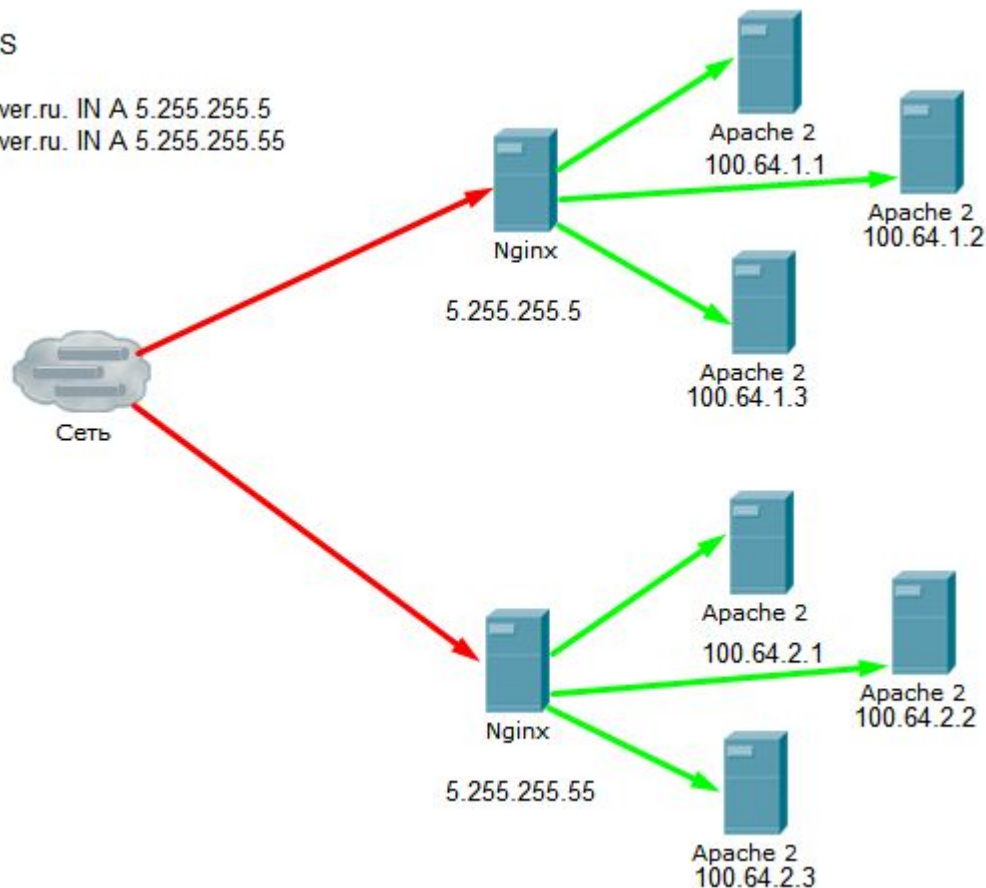 S
ver.ru. IN A 5.255.255.5
ver.ru. IN A 5.255.255.55
Apache 2
100.64.1.1
Apache 2
100.64.1.2
Nginx
5.255.255.5
Apache 2
100.64.1.3
Сеть
Apache 2
100.64.2.1
Apache 2
100.64.2.2
Nginx
5.255.255.55
Apache 2
100.64.2.3